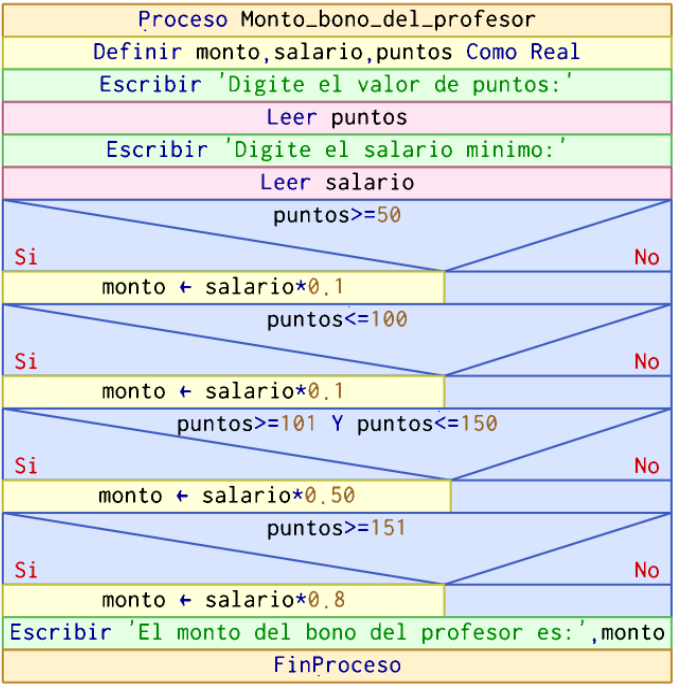 Proceso Monto_bono_del_profesor
Definir monto,salario,puntos Como Real
Escribir 'Digite el valor de puntos:'
Leer puntos
Escribir 'Digite el salario minimo:'
Leer salario
puntos>=50
Si No
monto ← salario*0.1
puntos<=100
Si No
monto ← salario*0.1
puntos>=101 Y puntos<=150
Si No
monto ← salario*0.50
puntos>=151
Si No
monto ← salario*0.8
Escribir 'El monto del bono del profesor es:',monto
FinProceso